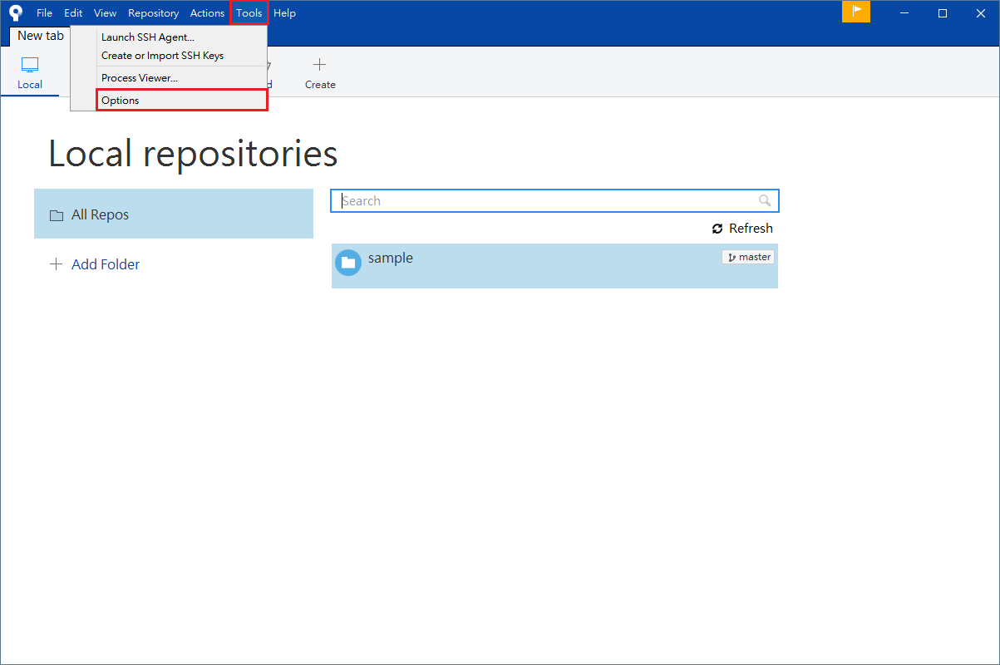 File Edit View Repository Actions Tools Help
New tab
Launch SSH Agent...
Create or Import SSH Keys
Process Viewer...
Options
Local
Create
Local repositories
All Repos
Add Folder
Search
Refresh
sample
master